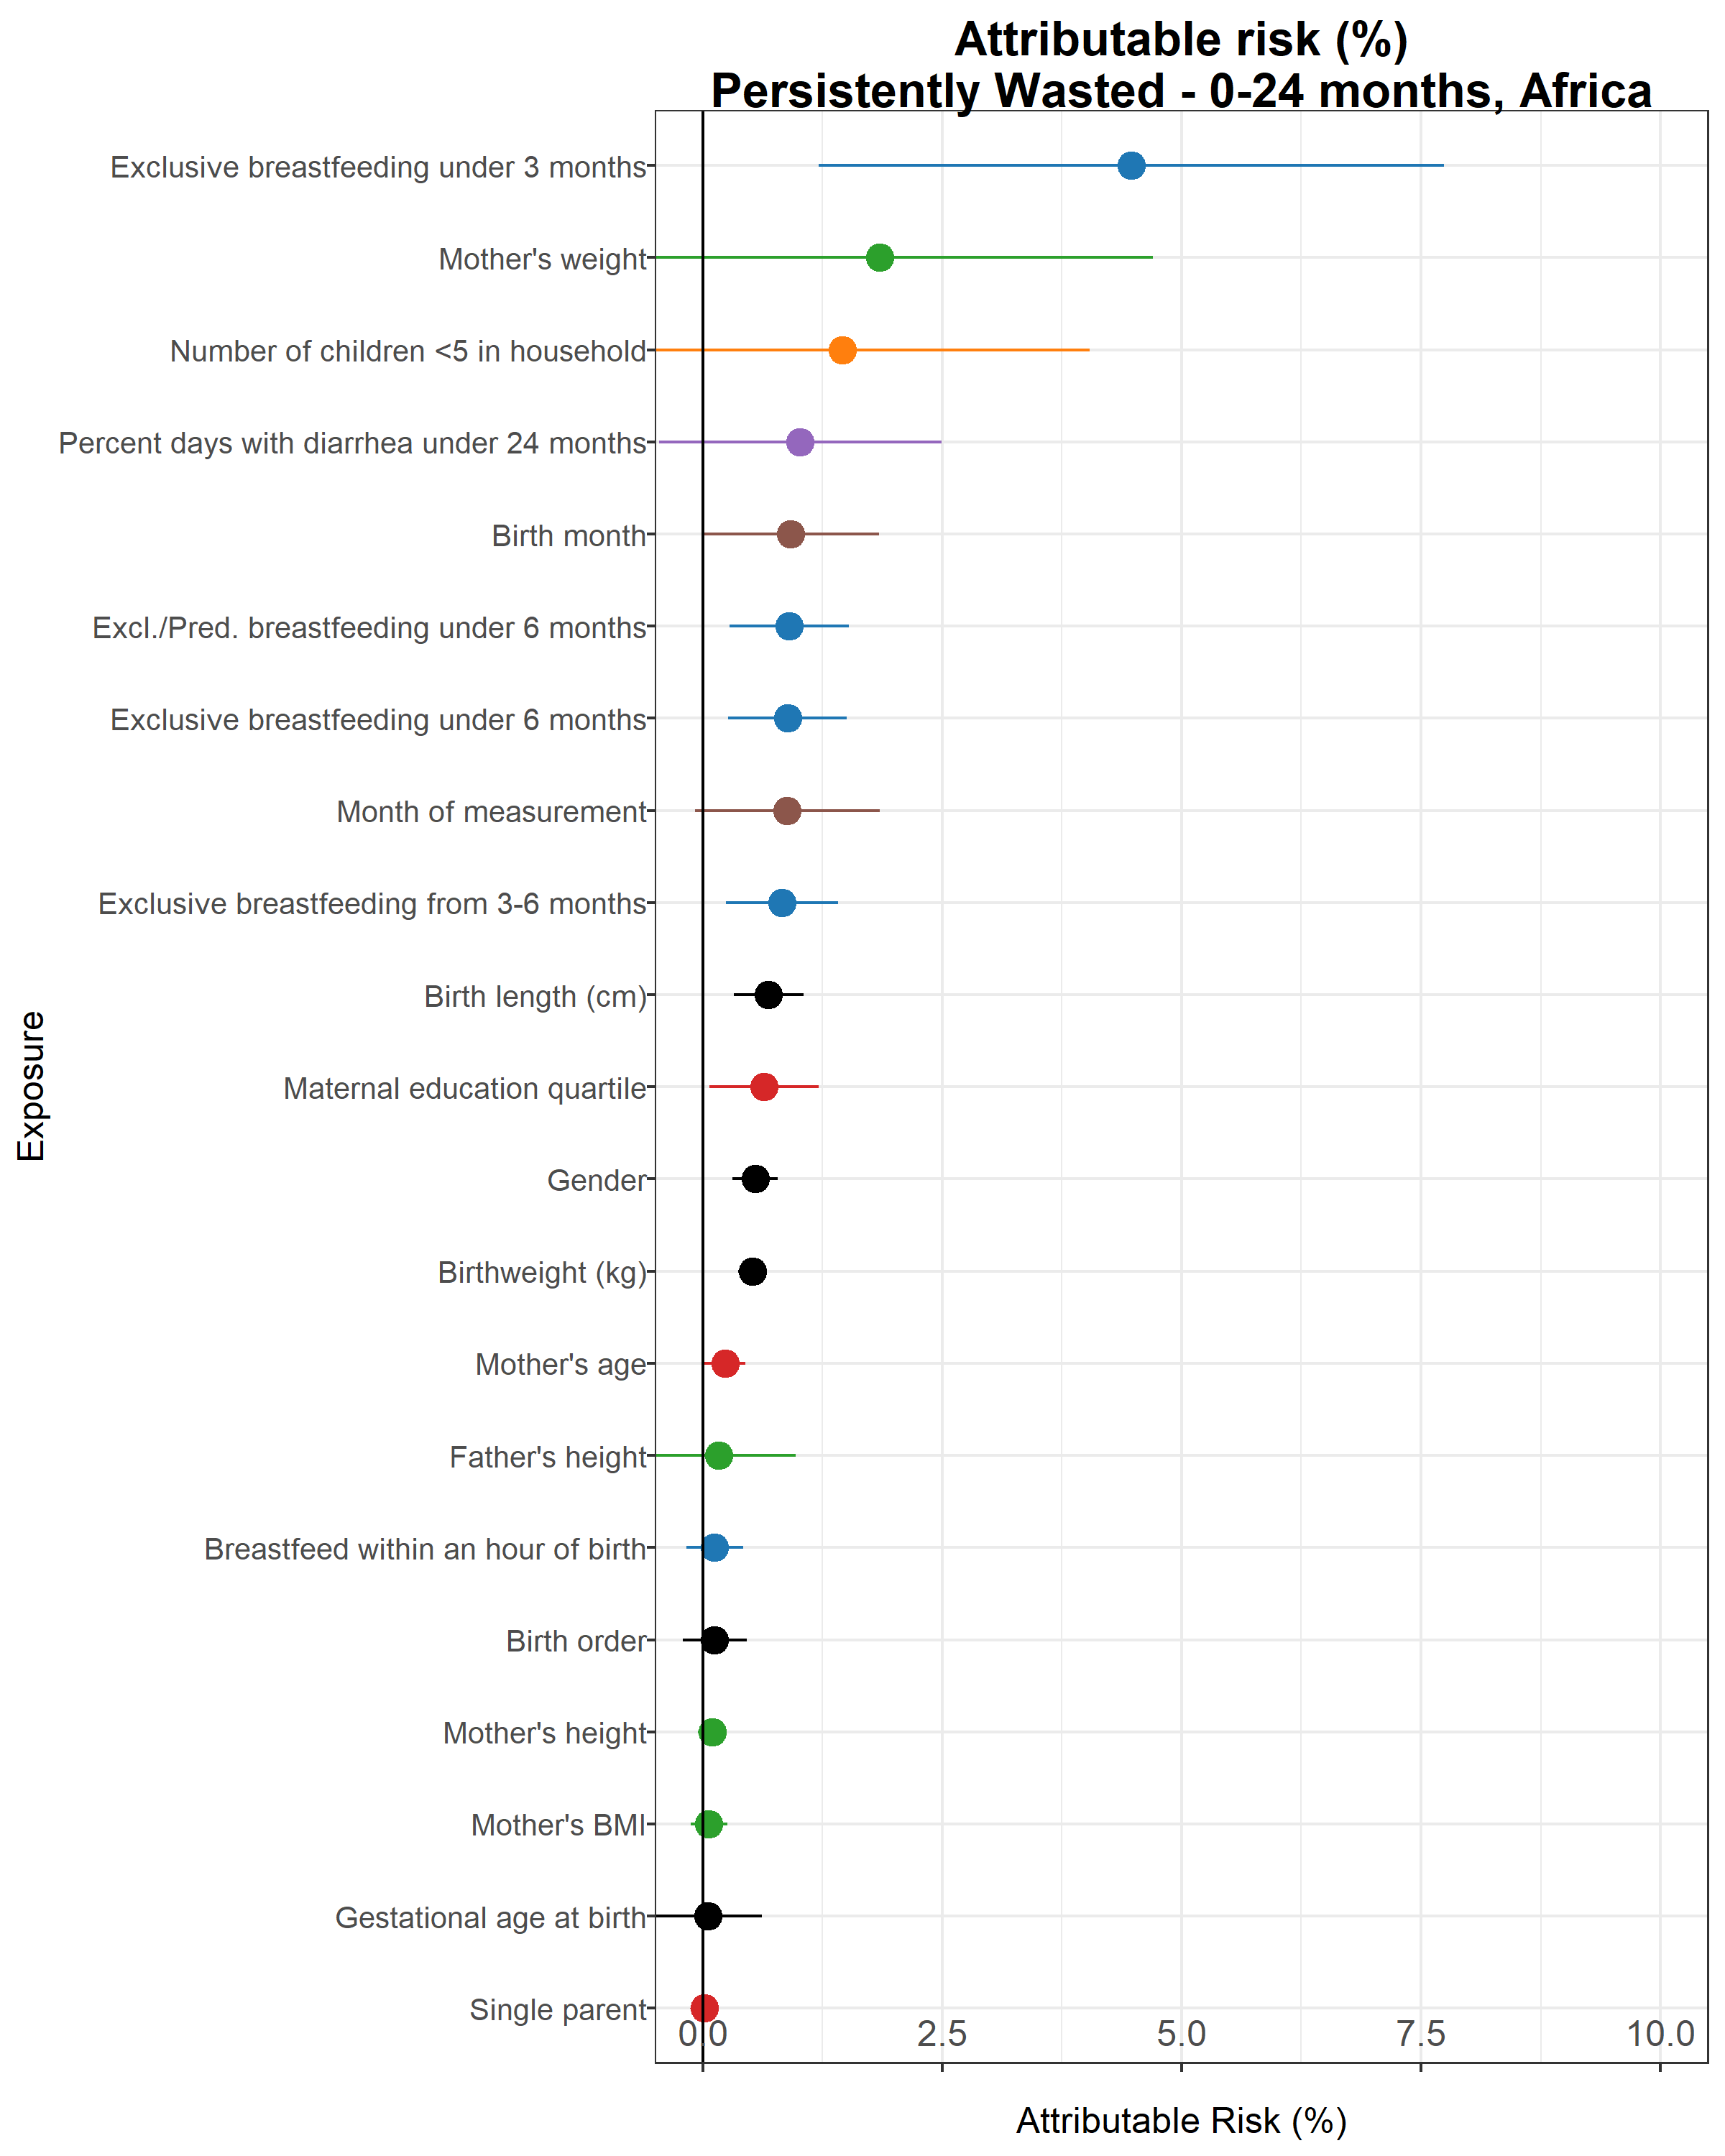 Attributable risk (%)
Persistently Wasted - 0-24 months, Africa
Exclusive breastfeeding under 3 months
Mother's weight
Number of children <5 in household
Percent days with diarrhea under 24 months
Birth month
Excl./Pred. breastfeeding under 6 months
Exclusive breastfeeding under 6 months
Month of measurement
Exclusive breastfeeding from 3-6 months
Birth length (cm)
Maternal education quartile
Gender
Birthweight (kg)
Mother's age
Father's height
Breastfeed within an hour of birth
Birth order
Mother's height
Mother's BMI
Gestational age at birth
Single parent
Exposure
0.0 2.5 5.0 7.5 10.0
Attributable Risk (%)